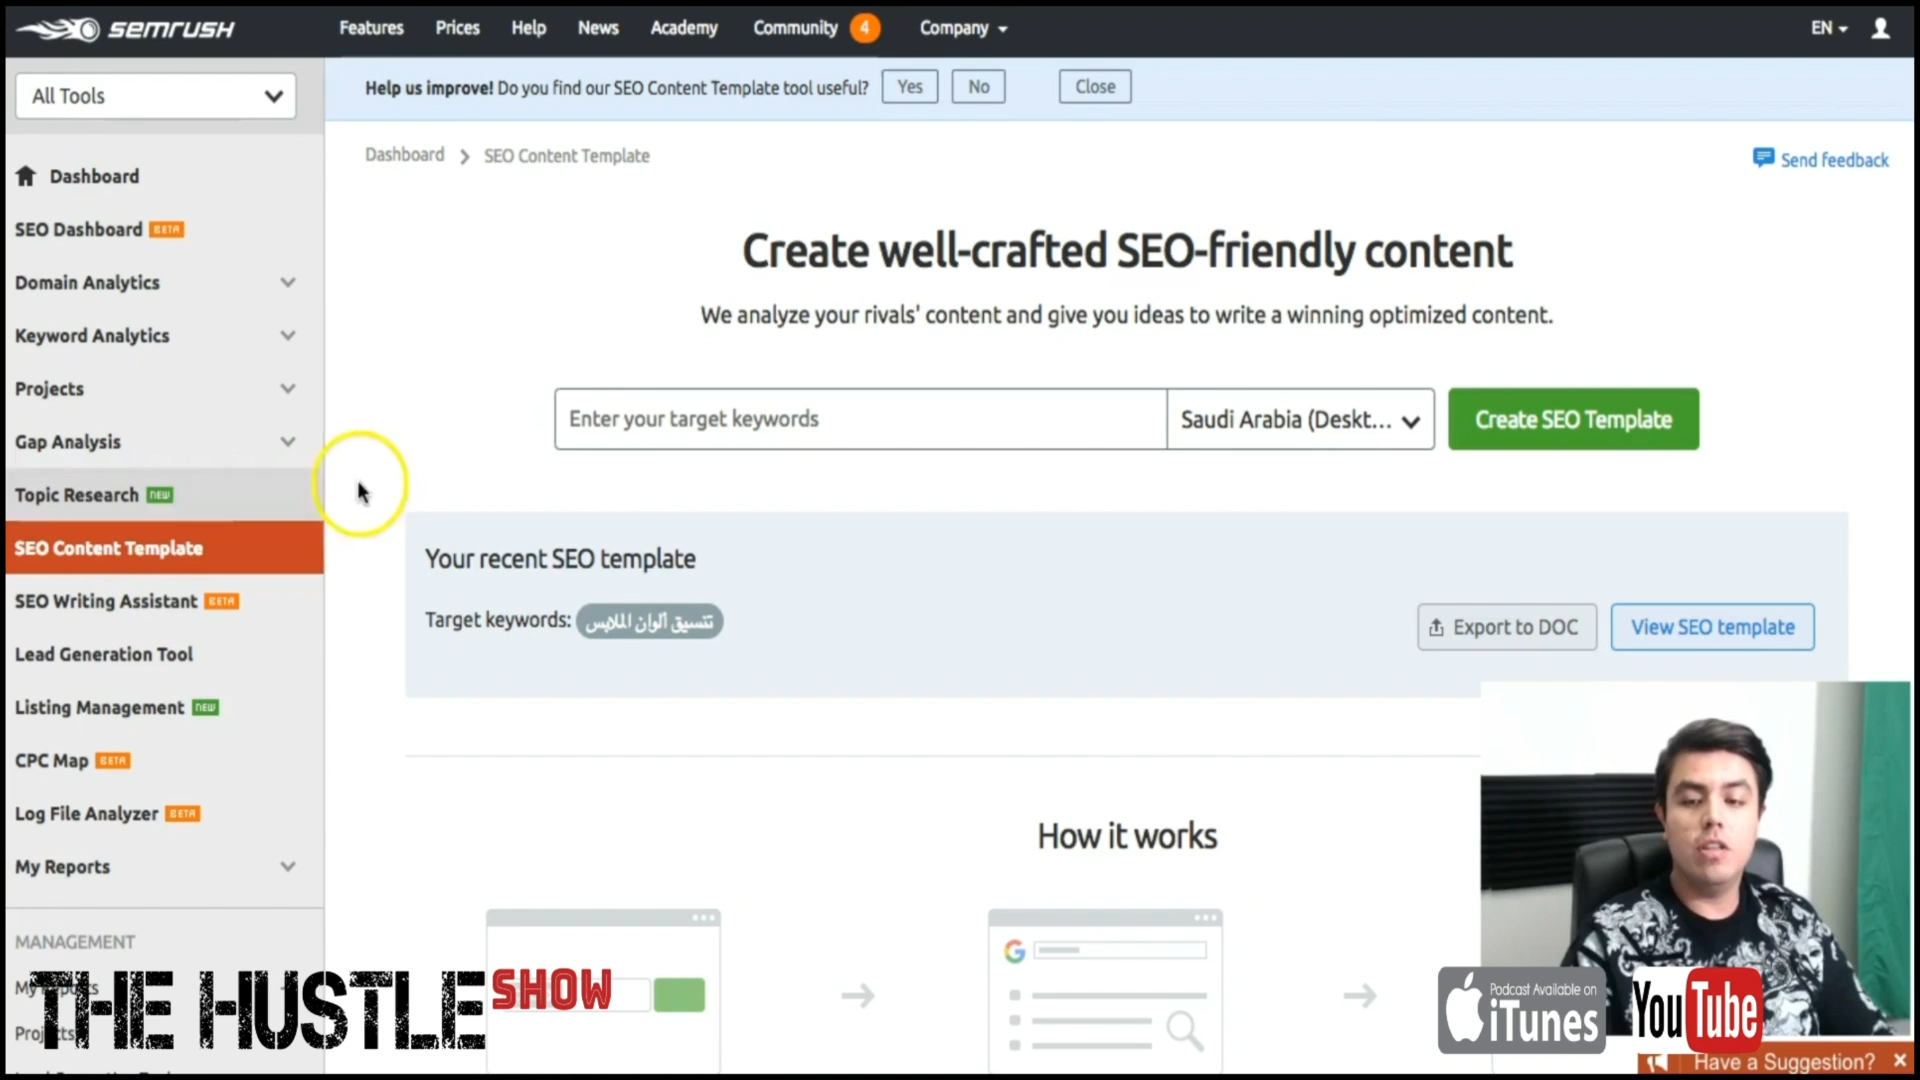 semrush
Features Prices Help News Academy Community 4 Company EN
All Tools
Help us improve! Do you find our SEO Content Template tool useful? Yes No Close
Dashboard > SEO Content Template
Send feedback
Dashboard
SEO Dashboard BETA
Domain Analytics
Keyword Analytics
Projects
Gap Analysis
Topic Research NEW
SEO Content Template
SEO Writing Assistant BETA
Lead Generation Tool
Listing Management NEW
CPC Map BETA
Log File Analyzer BETA
My Reports
MANAGEMENT
Create well-crafted SEO-friendly content
We analyze your rivals' content and give you ideas to write a winning optimized content.
Enter your target keywords
Saudi Arabia (Deskt...
Create SEO Template
Your recent SEO template
Target keywords: تنسيق ألوان الملابس
Export to DOC
View SEO template
How it works
THE HUSTLE SHOW
Podcast Available on
iTunes
YouTube
Have a Suggestion? ×